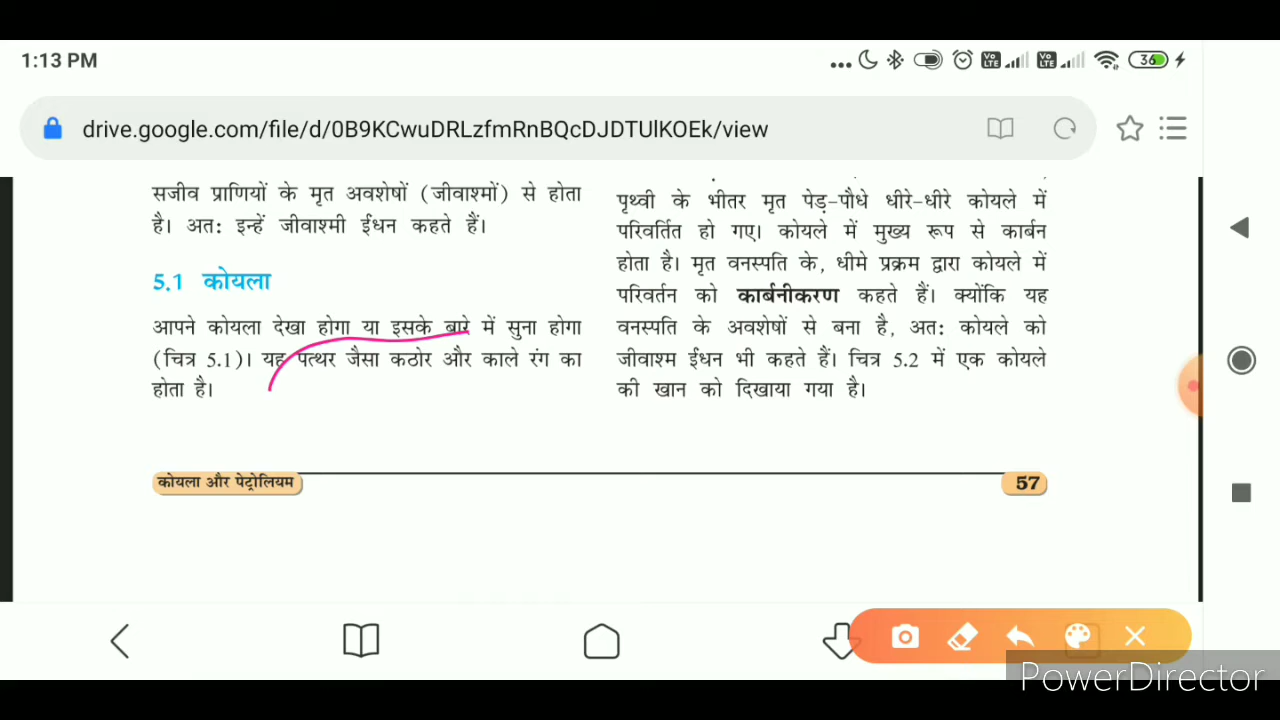 1:13 PM
36
drive.google.com/file/d/0B9KCwuDRLzfmRnBQcDJDTUlKOEk/view
सजीव प्राणियों के मृत अवशेषों (जीवाश्मों) से होता
है। अतः इन्हें जीवाश्मी ईंधन कहते हैं।
5.1 कोयला
आपने कोयला देखा होगा या इसके बारे में सुना होगा
(चित्र 5.1)। यह पत्थर जैसा कठोर और काले रंग का
होता है।
पृथ्वी के भीतर मृत पेड़-पौधे धीरे-धीरे कोयले में
परिवर्तित हो गए। कोयले में मुख्य रूप से कार्बन
होता है। मृत वनस्पति के, धीमे प्रक्रम द्वारा कोयले में
परिवर्तन को कार्बनीकरण कहते हैं। क्योंकि यह
वनस्पति के अवशेषों से बना है, अतः कोयले को
जीवाश्म ईंधन भी कहते हैं। चित्र 5.2 में एक कोयले
की खान को दिखाया गया है।
कोयला और पेट्रोलियम
57
PowerDirector